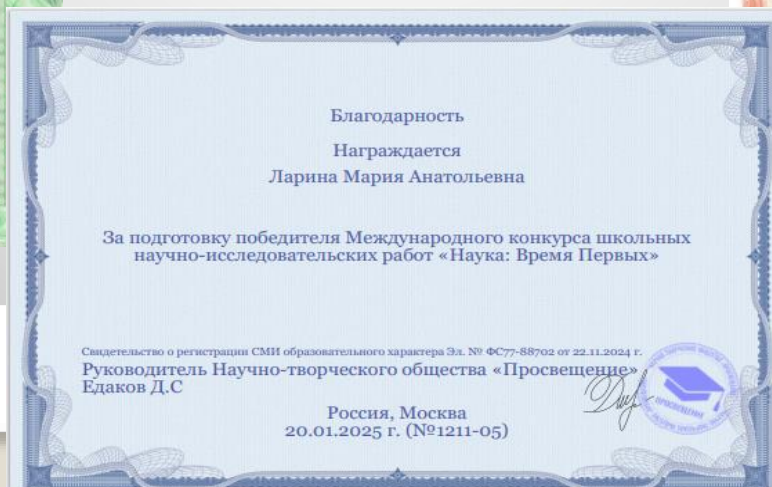 Благодарность
Награждается
Ларина Мария Анатольевна
За подготовку победителя Международного конкурса школьных
научно-исследовательских работ «Наука: Время Первых»
Свидетельство о регистрации СМИ образовательного характера Эл. № ФС77-88702 от 22.11.2024 г.
Руководитель Научно-творческого общества «Просвещение»
Едаков Д.С
Россия, Москва
20.01.2025 г. (№1211-05)